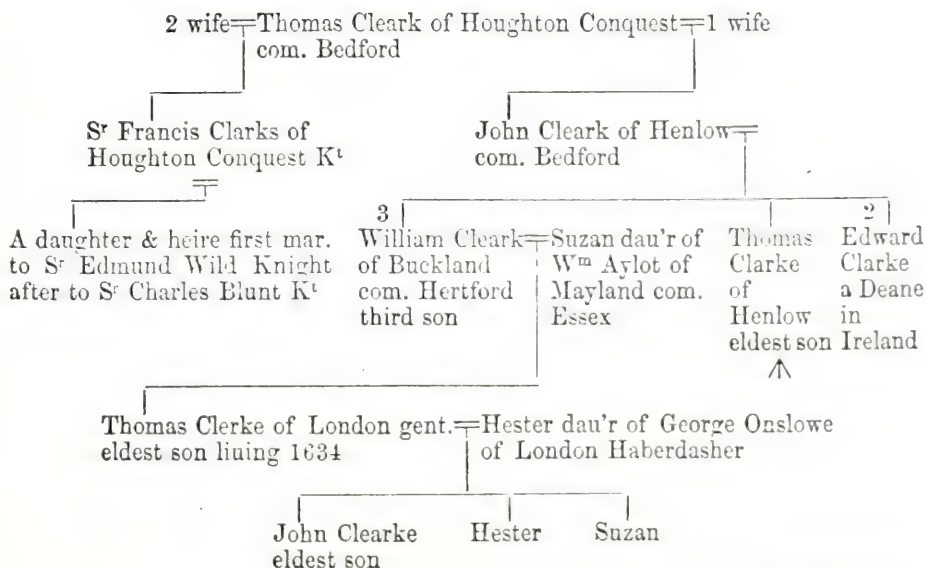 2 wife Thomas Cleark of Houghton Conquest 1 wife
com. Bedford
Sr Francis Clarks of
Houghton Conquest Kt
John Cleark of Henlow
com. Bedford
A daughter & heire first mar.
to Sr Edmund Wild Knight
after to Sr Charles Blunt Kt
3
William Cleark
of Buckland
com. Hertford
third son
Suzan dau'r of
Wm Aylot of
Mayland com.
Essex
Thomas
Clarke
of
Henlow
eldest son
2
Edward
Clarke
a Deane
in
Ireland
Thomas Clerke of London gent.
eldest son liuing 1634
Hester dau'r of George Onslowe
of London Haberdasher
John Clearke
eldest son
Hester
Suzan